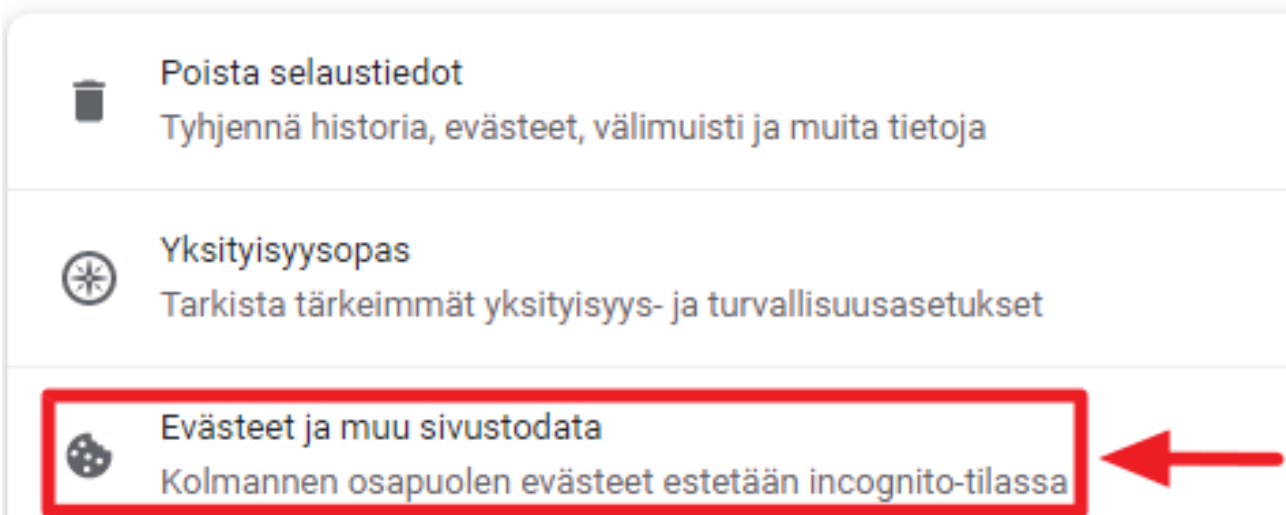 Poista selaustiedot
Tyhjennä historia, evästeet, välimuisti ja muita tietoja
Yksityisyysopas
Tarkista tärkeimmät yksityisyys- ja turvallisuusasetukset
Evästeet ja muu sivustodata
Kolmannen osapuolen evästeet estetään incognito-tilassa